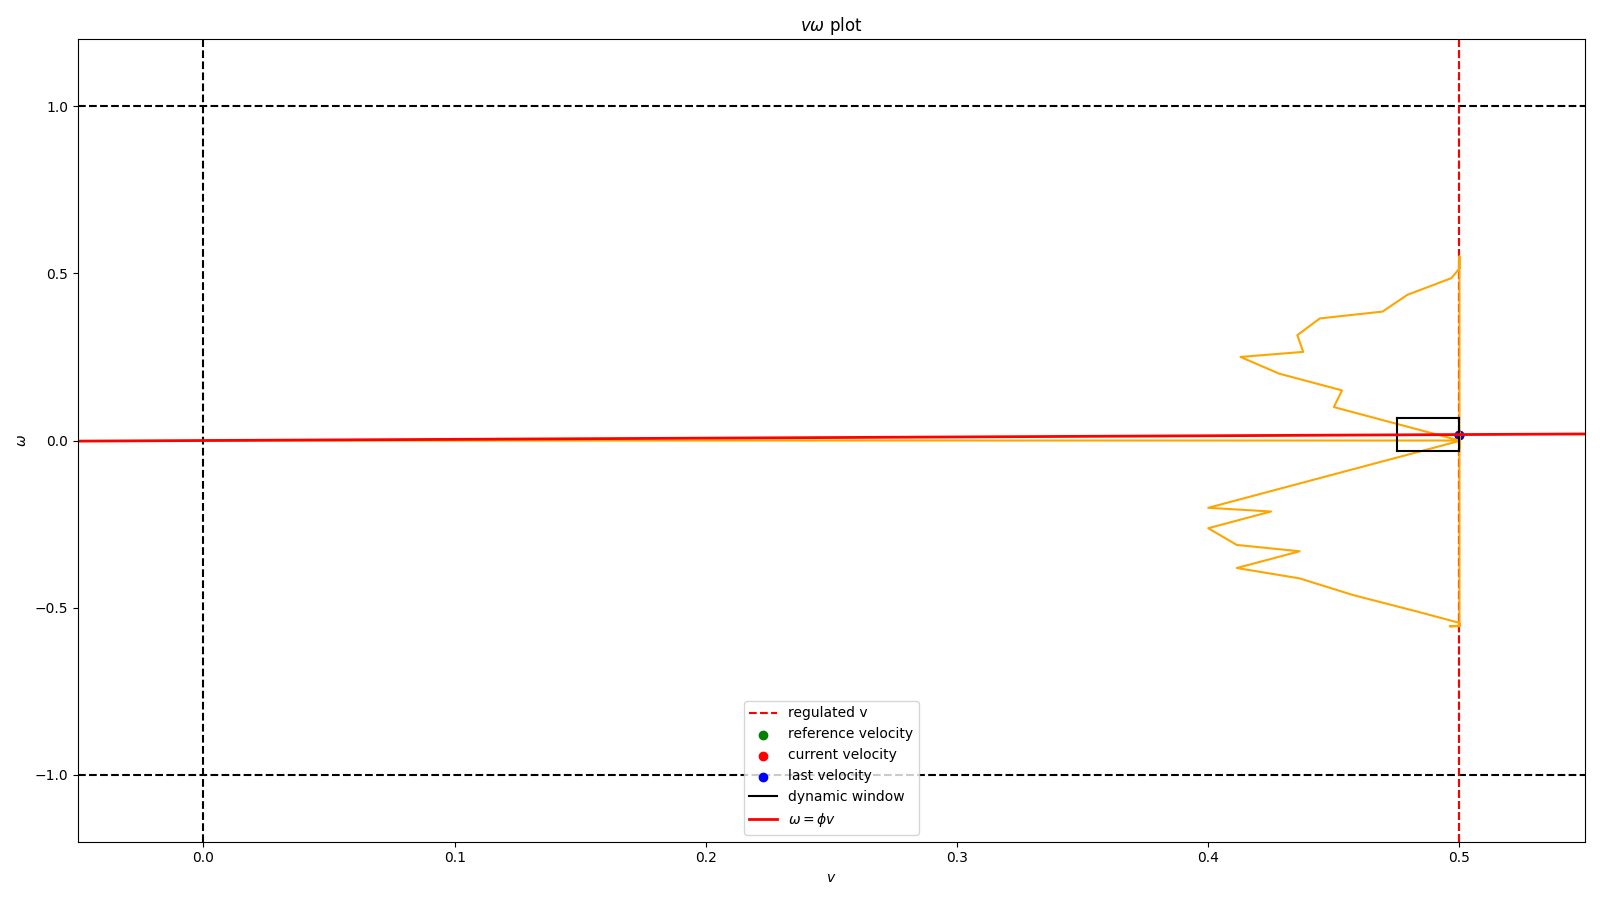 vω plot
1.0
0.5
0.0
−0.5
−1.0
ω
0.0 0.1 0.2 0.3 0.4 0.5
v
regulated v
reference velocity
current velocity
last velocity
dynamic window
ω = ϕv